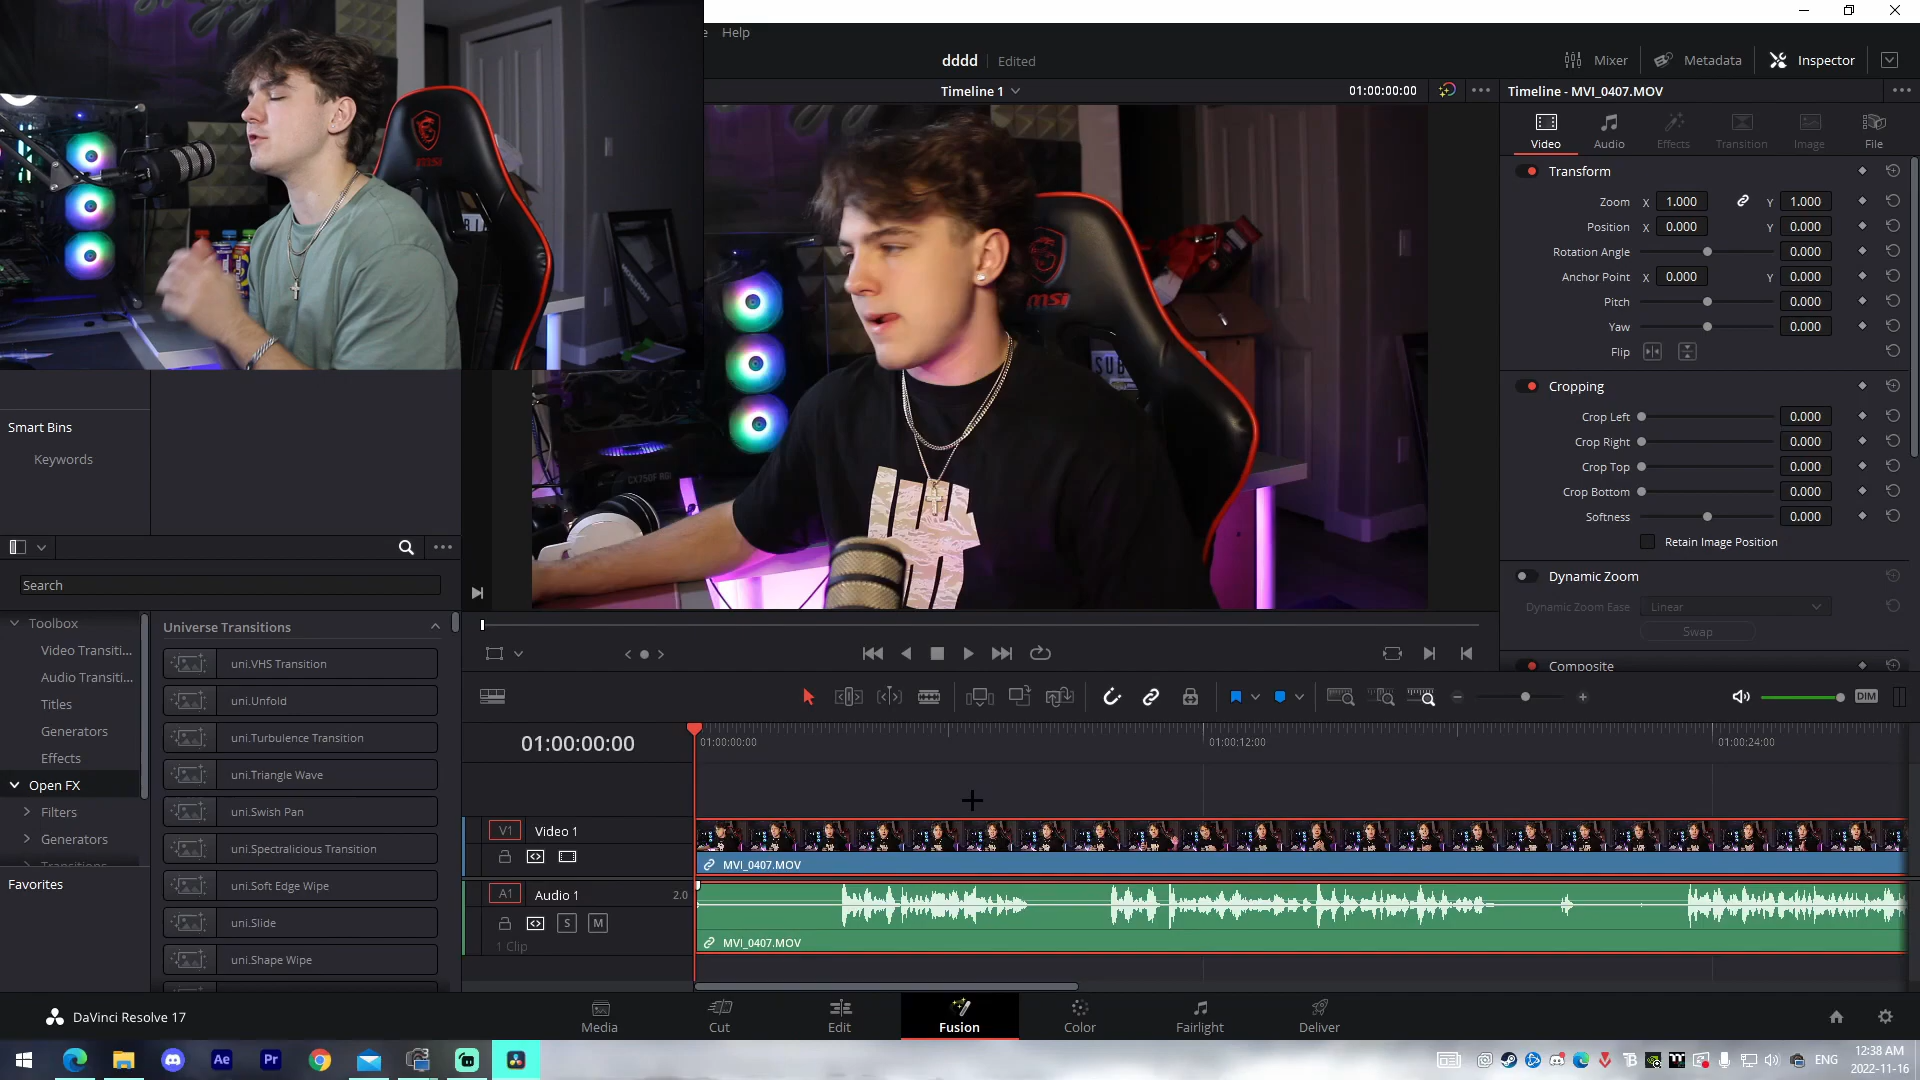 Help
dddd Edited
Mixer Metadata Inspector
Timeline 1 01:00:00:00
Timeline - MVI_0407.MOV
Video Audio Effects Transition Image File
Transform
Zoom X 1.000 Y 1.000
Position X 0.000 Y 0.000
Rotation Angle 0.000
Anchor Point X 0.000 Y 0.000
Pitch 0.000
Yaw 0.000
Flip
Cropping
Crop Left 0.000
Crop Right 0.000
Crop Top 0.000
Crop Bottom 0.000
Softness 0.000
Retain Image Position
Dynamic Zoom
Dynamic Zoom Ease Linear
Swap
Composite
msi
msi
SUB
Smart Bins
Keywords
Search
Toolbox
Video Transiti...
Audio Transiti...
Titles
Generators
Effects
Open FX
Filters
Generators
Transitions
Favorites
Universe Transitions
uni.VHS Transition
uni.Unfold
uni.Turbulence Transition
uni.Triangle Wave
uni.Swish Pan
uni.Spectralicious Transition
uni.Soft Edge Wipe
uni.Slide
uni.Shape Wipe
DIM
01:00:00:00
01:00:00:00 01:00:12:00 01:00:24:00
V1 Video 1
MVI_0407.MOV
A1 Audio 1 2.0
S M
1 Clip
MVI_0407.MOV
DaVinci Resolve 17
Media Cut Edit Fusion Color Fairlight Deliver
Ae Pr
ENG
12:38 AM
2022-11-16